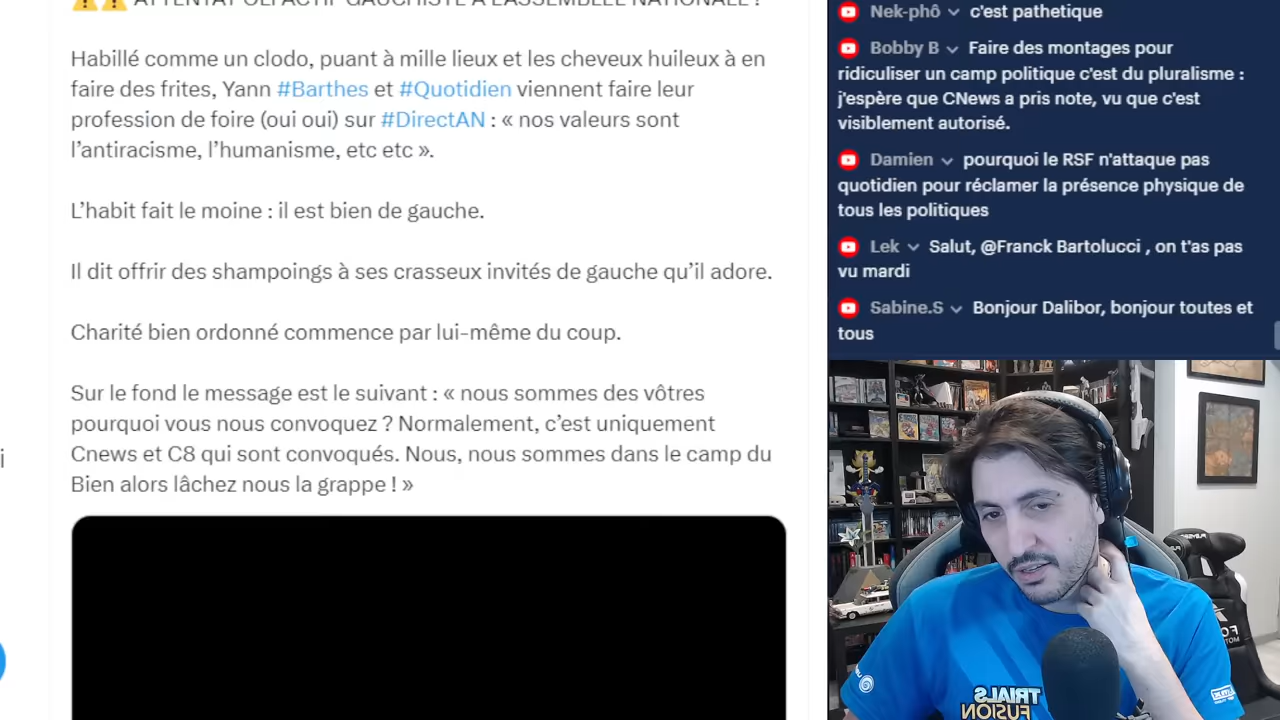 ⚠️⚠️ ATTENTAT OLFACTIF GAUCHISTE À L'ASSEMBLÉE NATIONALE !
Habillé comme un clodo, puant à mille lieux et les cheveux huileux à en
faire des frites, Yann #Barthes et #Quotidien viennent faire leur
profession de foire (oui oui) sur #DirectAN : « nos valeurs sont
l’antiracisme, l’humanisme, etc etc ».
L’habit fait le moine : il est bien de gauche.
Il dit offrir des shampoings à ses crasseux invités de gauche qu’il adore.
Charité bien ordonné commence par lui-même du coup.
Sur le fond le message est le suivant : « nous sommes des vôtres
pourquoi vous nous convoquez ? Normalement, c’est uniquement
Cnews et C8 qui sont convoqués. Nous, nous sommes dans le camp du
Bien alors lâchez nous la grappe ! »
i
Nek-phô c'est pathetique
Bobby B Faire des montages pour
ridiculiser un camp politique c'est du pluralisme :
j'espère que CNews a pris note, vu que c'est
visiblement autorisé.
Damien pourquoi le RSF n'attaque pas
quotidien pour réclamer la présence physique de
tous les politiques
Lek Salut, @Franck Bartolucci , on t'as pas
vu mardi
Sabine.S Bonjour Dalibor, bonjour toutes et
tous
TRIALS
FUSION